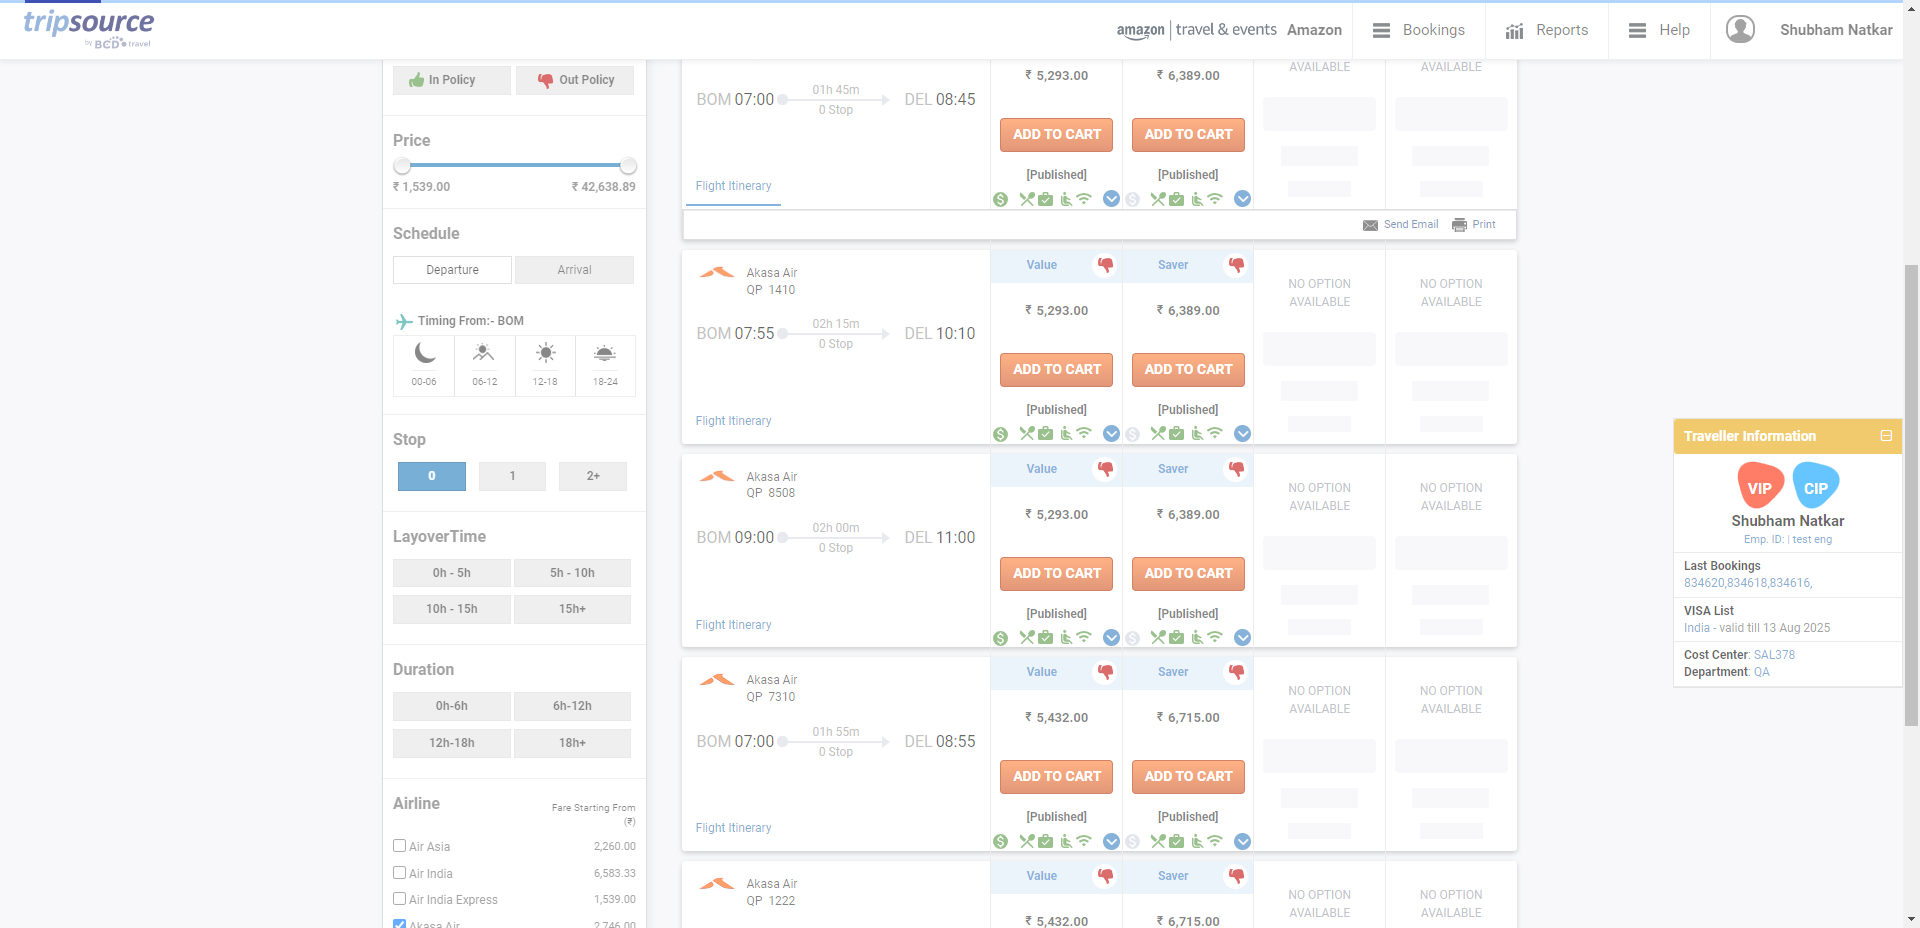 tripsource
by BCD travel
amazon | travel & events Amazon
Bookings
Reports
Help
Shubham Natkar
In Policy
Out Policy
Price
₹ 1,539.00
₹ 42,638.89
Schedule
Departure
Arrival
Timing From:- BOM
00-06
06-12
12-18
18-24
Stop
0
1
2+
LayoverTime
0h - 5h
5h - 10h
10h - 15h
15h+
Duration
0h-6h
6h-12h
12h-18h
18h+
Airline
Fare Starting From
(₹)
Air Asia 2,260.00
Air India 6,583.33
Air India Express 1,539.00
Akasa Air 2,746.00
BOM 07:00
01h 45m
0 Stop
DEL 08:45
Flight Itinerary
₹ 5,293.00
ADD TO CART
[Published]
₹ 6,389.00
ADD TO CART
[Published]
AVAILABLE
AVAILABLE
Send Email
Print
Akasa Air
QP 1410
BOM 07:55
02h 15m
0 Stop
DEL 10:10
Flight Itinerary
Value
₹ 5,293.00
ADD TO CART
[Published]
Saver
₹ 6,389.00
ADD TO CART
[Published]
NO OPTION
AVAILABLE
NO OPTION
AVAILABLE
Akasa Air
QP 8508
BOM 09:00
02h 00m
0 Stop
DEL 11:00
Flight Itinerary
Value
₹ 5,293.00
ADD TO CART
[Published]
Saver
₹ 6,389.00
ADD TO CART
[Published]
NO OPTION
AVAILABLE
NO OPTION
AVAILABLE
Akasa Air
QP 7310
BOM 07:00
01h 55m
0 Stop
DEL 08:55
Flight Itinerary
Value
₹ 5,432.00
ADD TO CART
[Published]
Saver
₹ 6,715.00
ADD TO CART
[Published]
NO OPTION
AVAILABLE
NO OPTION
AVAILABLE
Akasa Air
QP 1222
Value
₹ 5,432.00
Saver
₹ 6,715.00
NO OPTION
AVAILABLE
NO OPTION
AVAILABLE
Traveller Information
VIP
CIP
Shubham Natkar
Emp. ID: | test eng
Last Bookings
834620,834618,834616,
VISA List
India - valid till 13 Aug 2025
Cost Center: SAL378
Department: QA